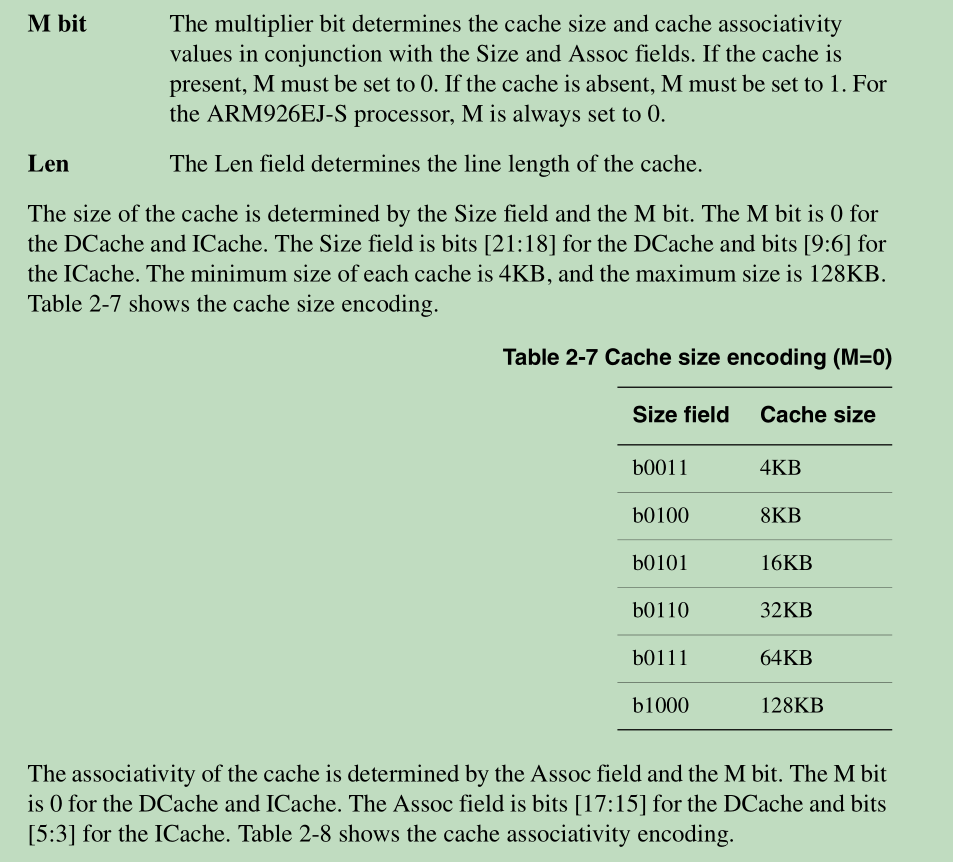 M bit The multiplier bit determines the cache size and cache associativity
values in conjunction with the Size and Assoc fields. If the cache is
present, M must be set to 0. If the cache is absent, M must be set to 1. For
the ARM926EJ-S processor, M is always set to 0.
Len The Len field determines the line length of the cache.
The size of the cache is determined by the Size field and the M bit. The M bit is 0 for
the DCache and ICache. The Size field is bits [21:18] for the DCache and bits [9:6] for
the ICache. The minimum size of each cache is 4KB, and the maximum size is 128KB.
Table 2-7 shows the cache size encoding.
Table 2-7 Cache size encoding (M=0)
Size field Cache size
b0011 4KB
b0100 8KB
b0101 16KB
b0110 32KB
b0111 64KB
b1000 128KB
The associativity of the cache is determined by the Assoc field and the M bit. The M bit
is 0 for the DCache and ICache. The Assoc field is bits [17:15] for the DCache and bits
[5:3] for the ICache. Table 2-8 shows the cache associativity encoding.